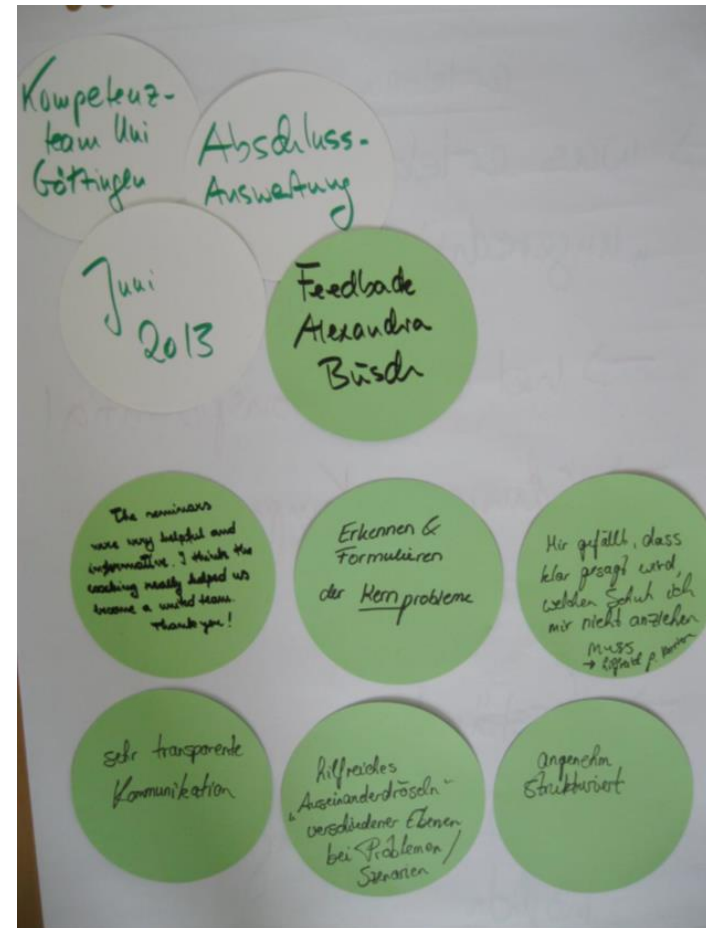 Kompetenz-
team Uni
Göttingen
Abschluss-
Auswertung
Juni
2013
Feedback
Alexandra
Büsch
The seminars
were very helpful and
informative. I think the
coaching really helped us
become a united team.
Thank you!
Erkennen &
Formulieren
der Kernprobleme
Mir gefällt, dass
klar gesagt wird,
welchen Schuh ich
mir nicht anziehen
muss
→
sehr transparente
Kommunikation
hilfreiches
„Auseinanderdröseln“
verschiedener Ebenen
bei Problemen/
Szenarien
angenehm
strukturiert